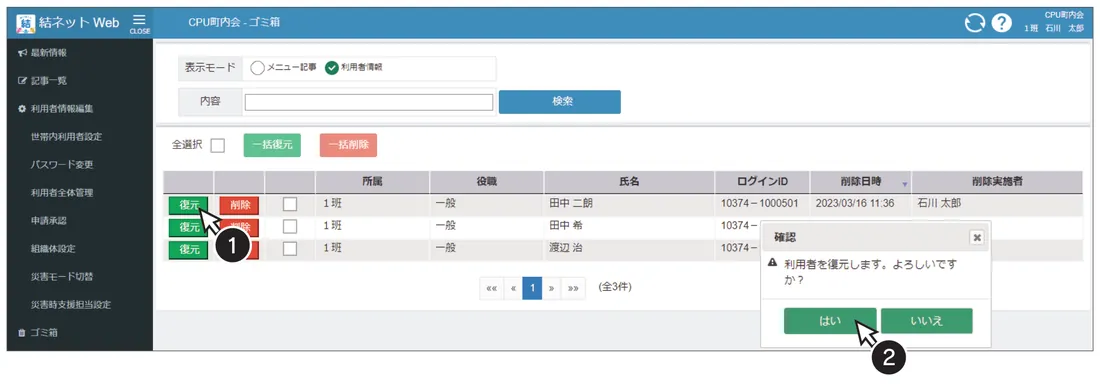 結ネット Web
CLOSE
CPU町内会 - ゴミ箱
?
CPU町内会
1班 石川 太郎
最新情報
記事一覧
利用者情報編集
世帯内利用者設定
パスワード変更
利用者全体管理
申請承認
組織体設定
災害モード切替
災害時支援担当設定
ゴミ箱
表示モード メニュー記事 利用者情報
内容 検索
全選択 一括復元 一括削除
所属 役職 氏名 ログインID 削除日時 削除実施者
復元 削除 1班 一般 田中 二朗 10374－1000501 2023/03/16 11:36 石川 太郎
復元 削除 1班 一般 田中 希 10374－
復元 1班 一般 渡辺 治 10374－
«« « 1 » »» (全3件)
確認
利用者を復元します。よろしいです
か？
はい いいえ
1
2